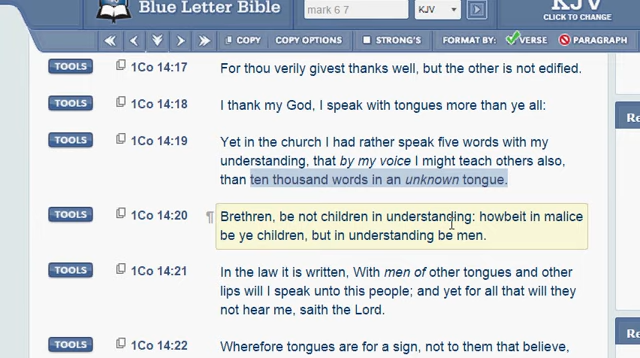 Blue Letter Bible
mark 6 7
KJV
KJV
CLICK TO CHANGE
COPY COPY OPTIONS STRONG'S FORMAT BY: VERSE PARAGRAPH
TOOLS 1Co 14:17 For thou verily givest thanks well, but the other is not edified.
TOOLS 1Co 14:18 I thank my God, I speak with tongues more than ye all:
TOOLS 1Co 14:19 Yet in the church I had rather speak five words with my
understanding, that by my voice I might teach others also,
than ten thousand words in an unknown tongue.
TOOLS 1Co 14:20 ¶ Brethren, be not children in understanding: howbeit in malice
be ye children, but in understanding be men.
TOOLS 1Co 14:21 In the law it is written, With men of other tongues and other
lips will I speak unto this people; and yet for all that will they
not hear me, saith the Lord.
TOOLS 1Co 14:22 Wherefore tongues are for a sign, not to them that believe,
Re
Re